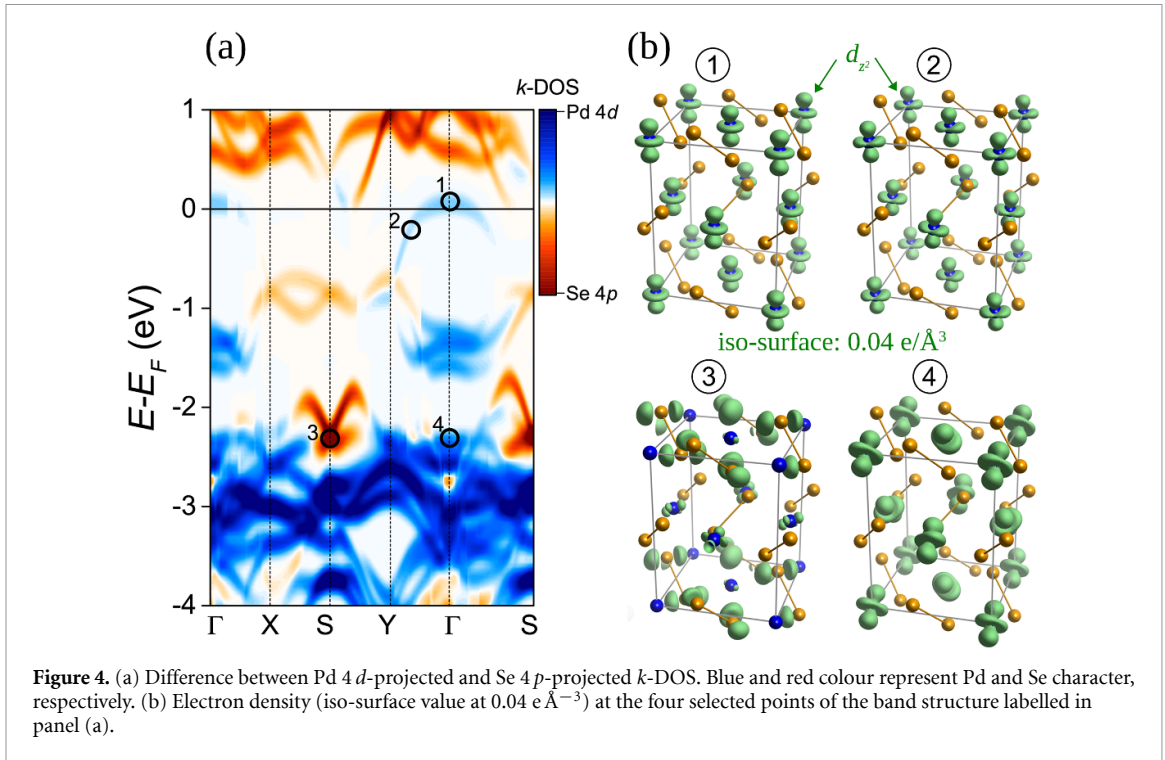 (a)
(b)
k-DOS
Pd 4d
Se 4p
1
0
-1
-2
-3
-4
E-E_F (eV)
Γ X S Y Γ S
1
2
3
4
d_{z²}
① ②
iso-surface: 0.04 e/Å³
③ ④
Figure 4. (a) Difference between Pd 4 d-projected and Se 4 p-projected k-DOS. Blue and red colour represent Pd and Se character,
respectively. (b) Electron density (iso-surface value at 0.04 e Å⁻³) at the four selected points of the band structure labelled in
panel (a).